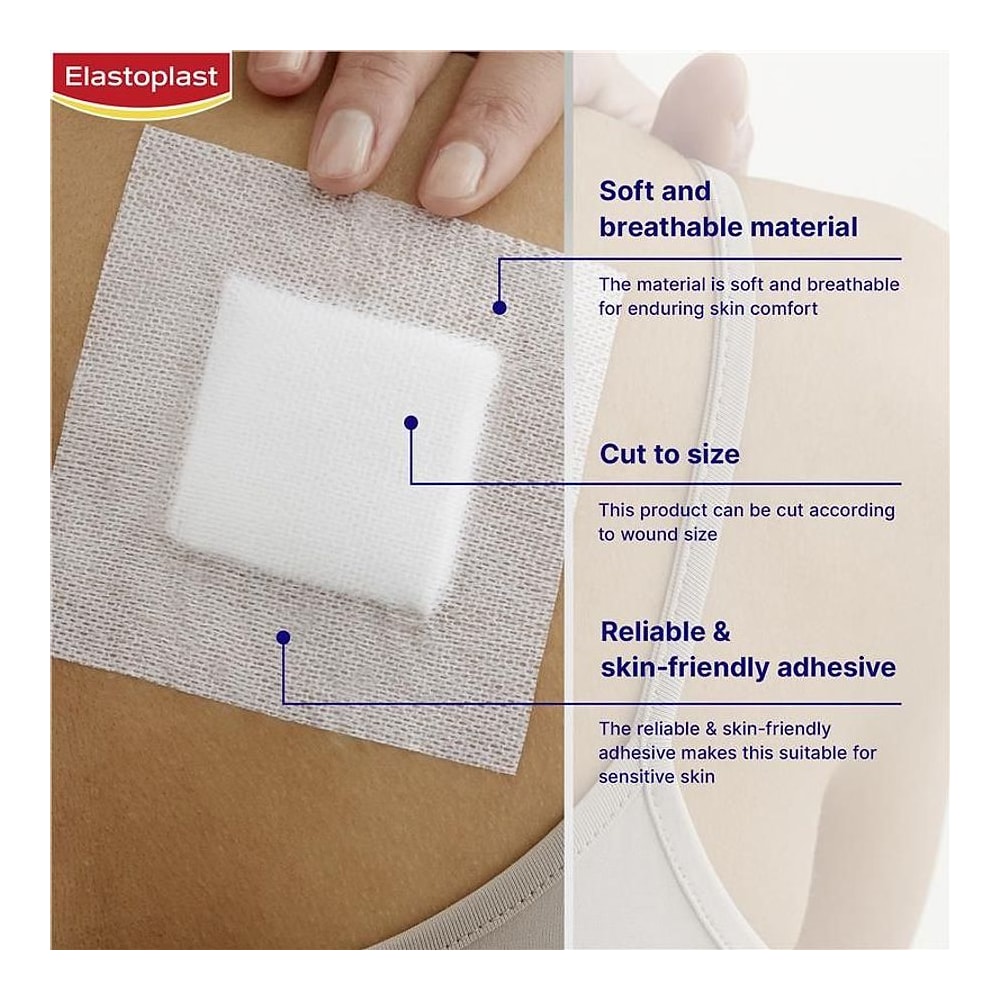 Elastoplast
Soft and
breathable material
The material is soft and breathable
for enduring skin comfort
Cut to size
This product can be cut according
to wound size
Reliable &
skin-friendly adhesive
The reliable & skin-friendly
adhesive makes this suitable for
sensitive skin